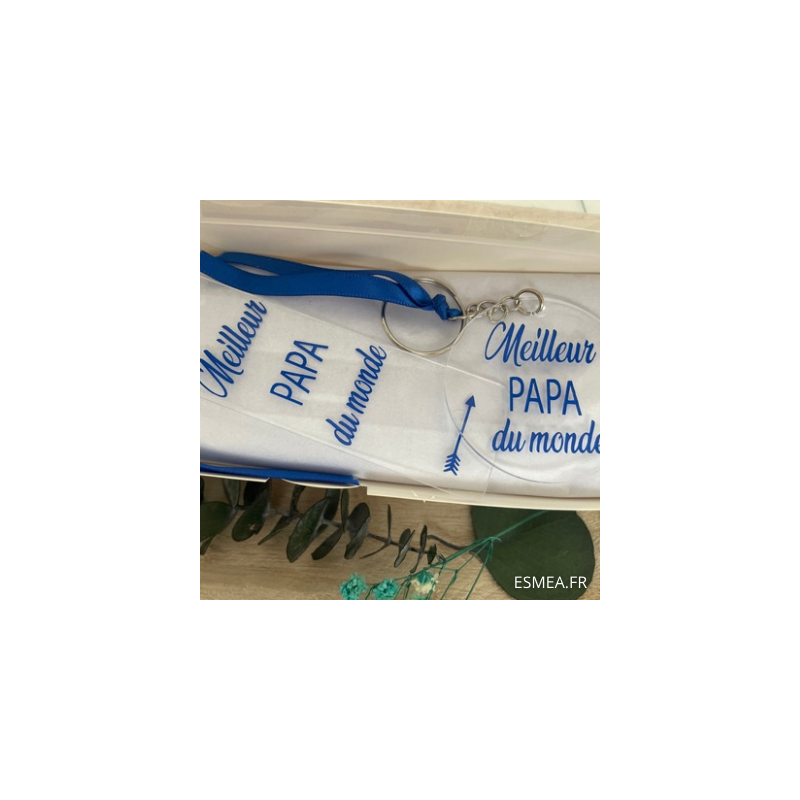 Meilleur
PAPA
du monde
Meilleur
PAPA
du monde
ESMEA.FR